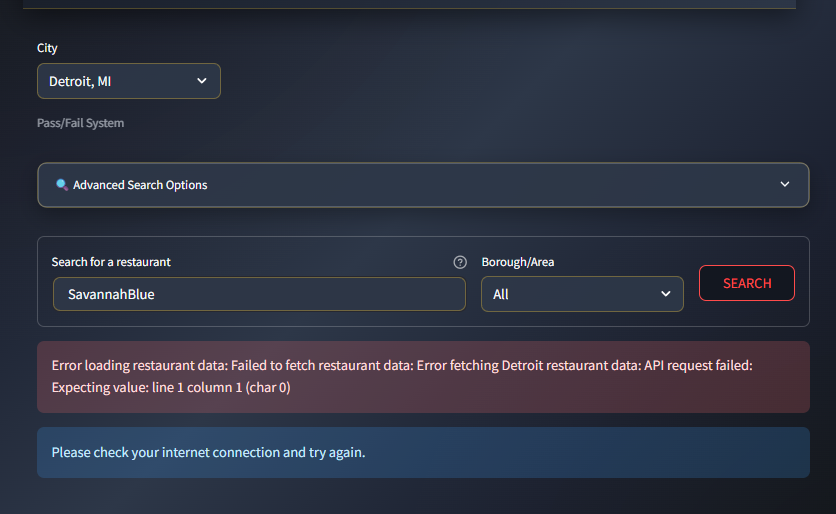 City
Detroit, MI
Pass/Fail System
Advanced Search Options
Search for a restaurant
Borough/Area
SavannahBlue
All
SEARCH
Error loading restaurant data: Failed to fetch restaurant data: Error fetching Detroit restaurant data: API request failed:
Expecting value: line 1 column 1 (char 0)
Please check your internet connection and try again.